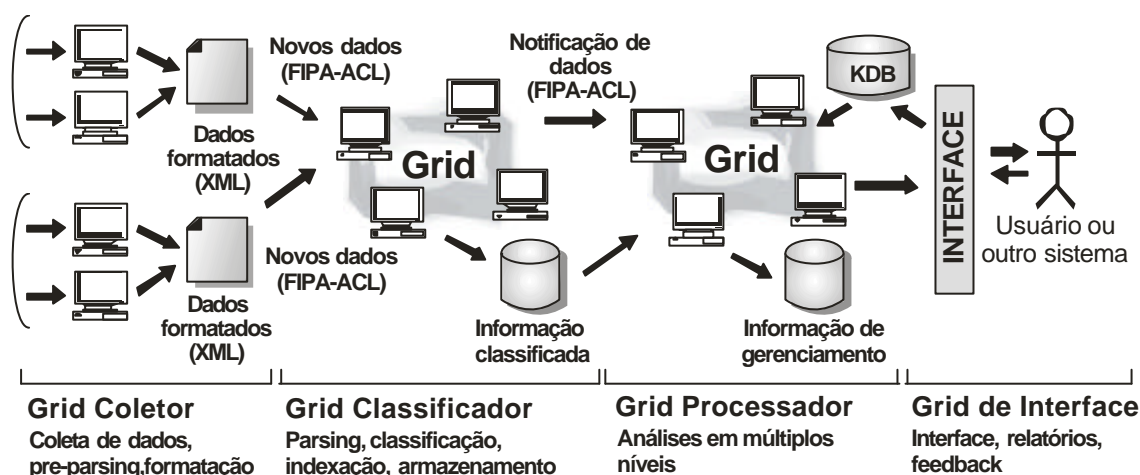 Novos dados
(FIPA-ACL)
Dados
formatados
(XML)
Novos dados
(FIPA-ACL)
Dados
formatados
(XML)
Grid
Informação
classificada
Notificação de
dados
(FIPA-ACL)
Grid
KDB
Informação de
gerenciamento
INTERFACE
Usuário ou
outro sistema
Grid Coletor
Coleta de dados,
pre-parsing,formatação
Grid Classificador
Parsing, classificação,
indexação, armazenamento
Grid Processador
Análises em múltiplos
níveis
Grid de Interface
Interface, relatórios,
feedback